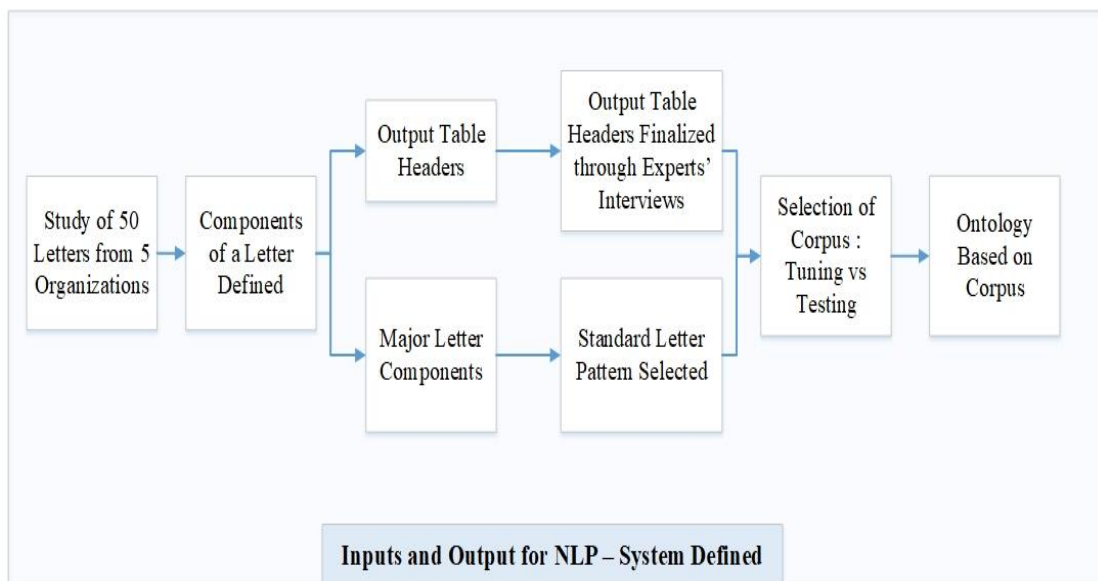 Study of 50
Letters from 5
Organizations
Components
of a Letter
Defined
Output Table
Headers
Output Table
Headers Finalized
through Experts’
Interviews
Major Letter
Components
Standard Letter
Pattern Selected
Selection of
Corpus :
Tuning vs
Testing
Ontology
Based on
Corpus
Inputs and Output for NLP – System Defined